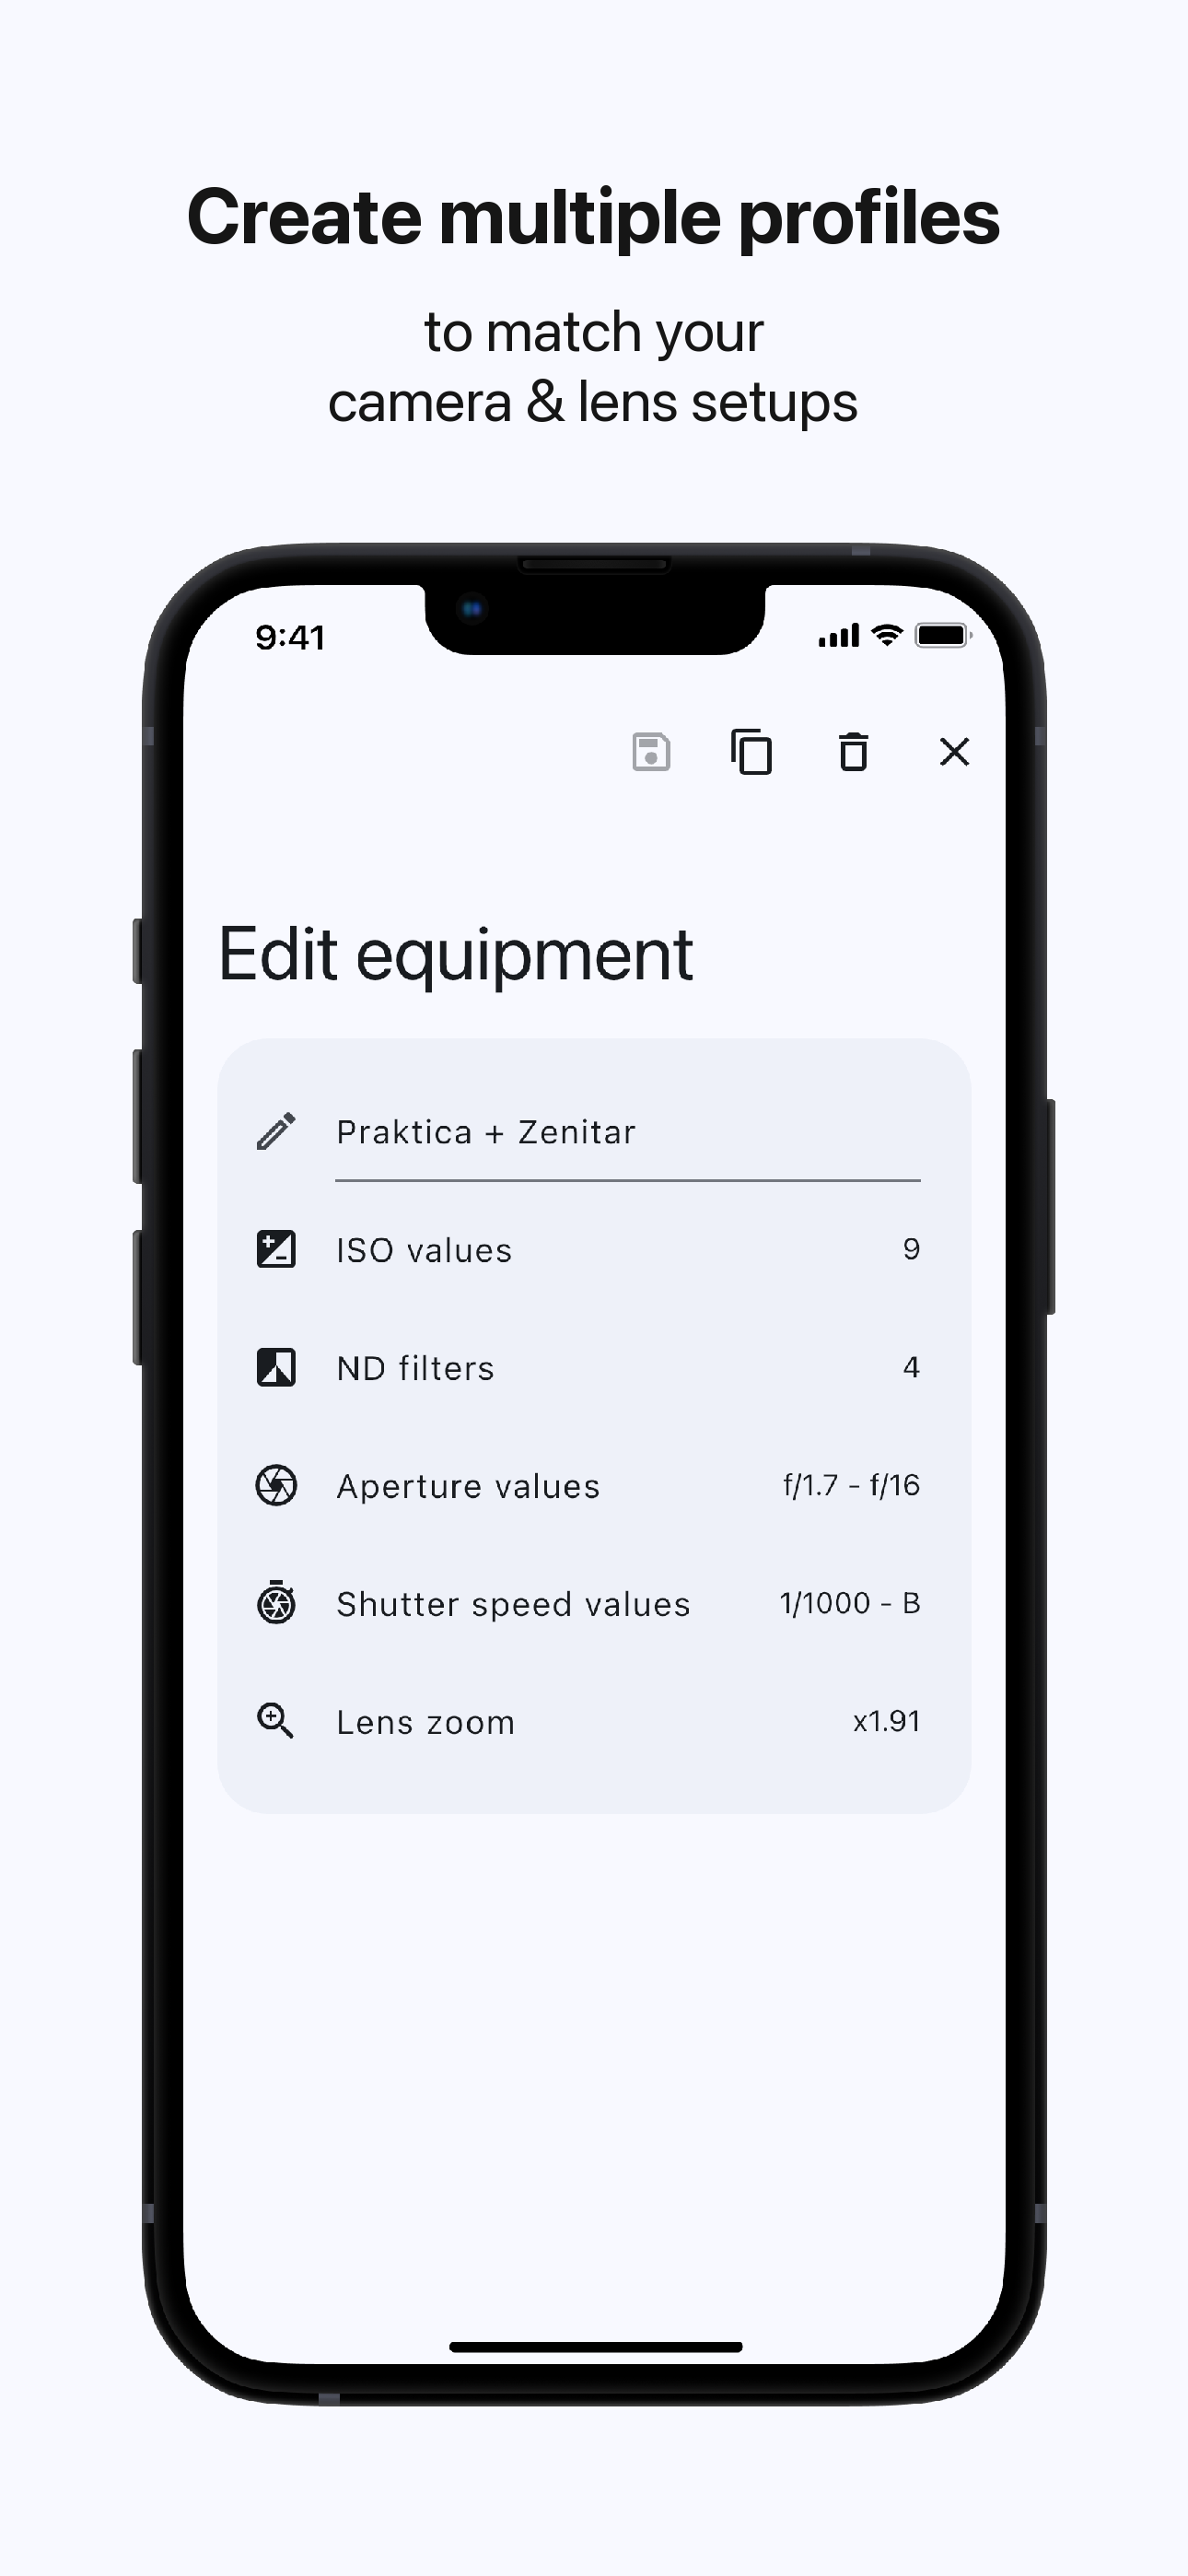 Create multiple profiles
to match your
camera & lens setups
9:41
Edit equipment
Praktica + Zenitar
ISO values 9
ND filters 4
Aperture values f/1.7 - f/16
Shutter speed values 1/1000 - B
Lens zoom x1.91